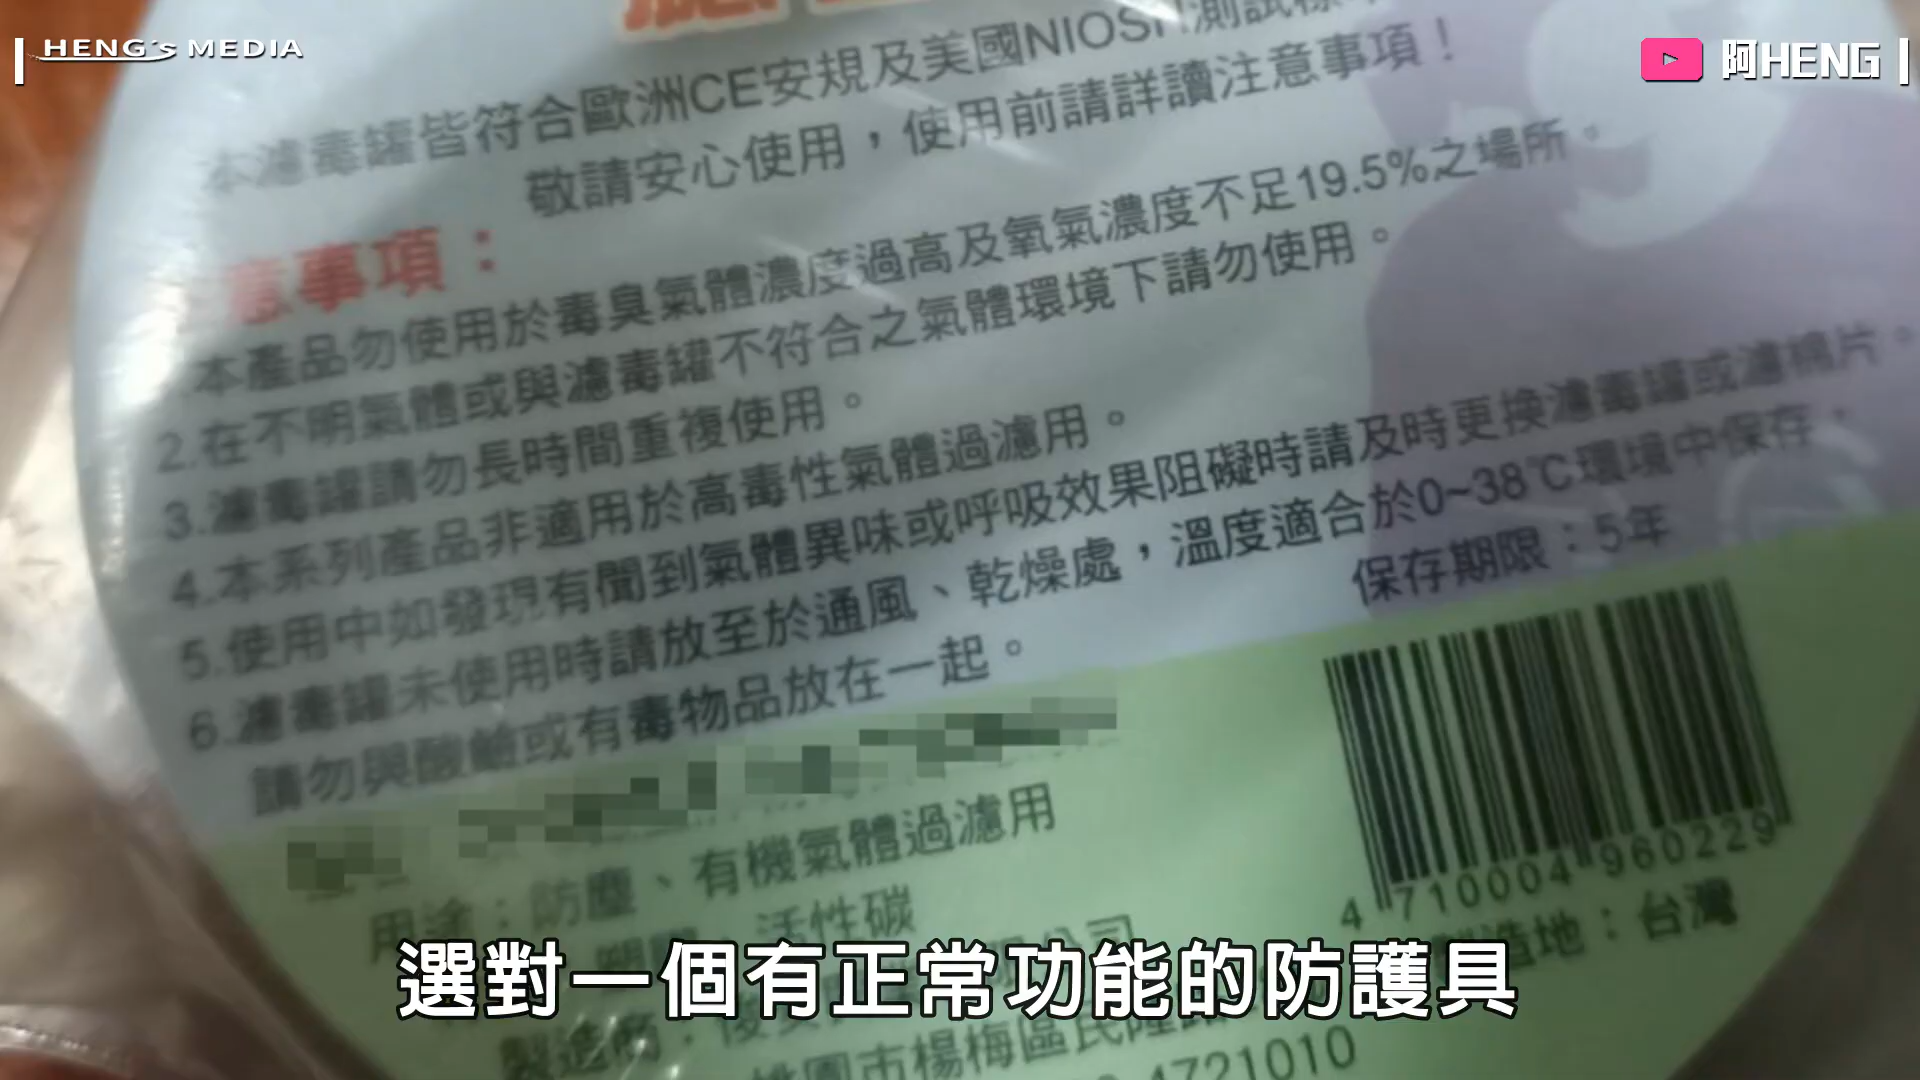 HENG's MEDIA
阿HENG
本濾毒罐皆符合歐洲CE安規及美國NIOSH測試標
敬請安心使用，使用前請詳讀注意事項！
意事項：
本產品勿使用於毒臭氣體濃度過高及氧氣濃度不足19.5%之場所。
2.在不明氣體或與濾毒罐不符合之氣體環境下請勿使用。
3.濾毒罐請勿長時間重複使用。
4.本系列產品非適用於高毒性氣體過濾用。
5.使用中如發現有聞到氣體異味或呼吸效果阻礙時請及時更換濾毒罐或濾棉片。
6.濾毒罐未使用時請放至於通風、乾燥處，溫度適合於0~38℃環境中保存，
請勿與酸鹼或有毒物品放在一起。
保存期限：5年
用途：防塵、有機氣體過濾用
活性碳
4 710004 960229
製造地：台灣
公司
製造商：
桃園市楊梅區民隆
4721010
選對一個有正常功能的防護具